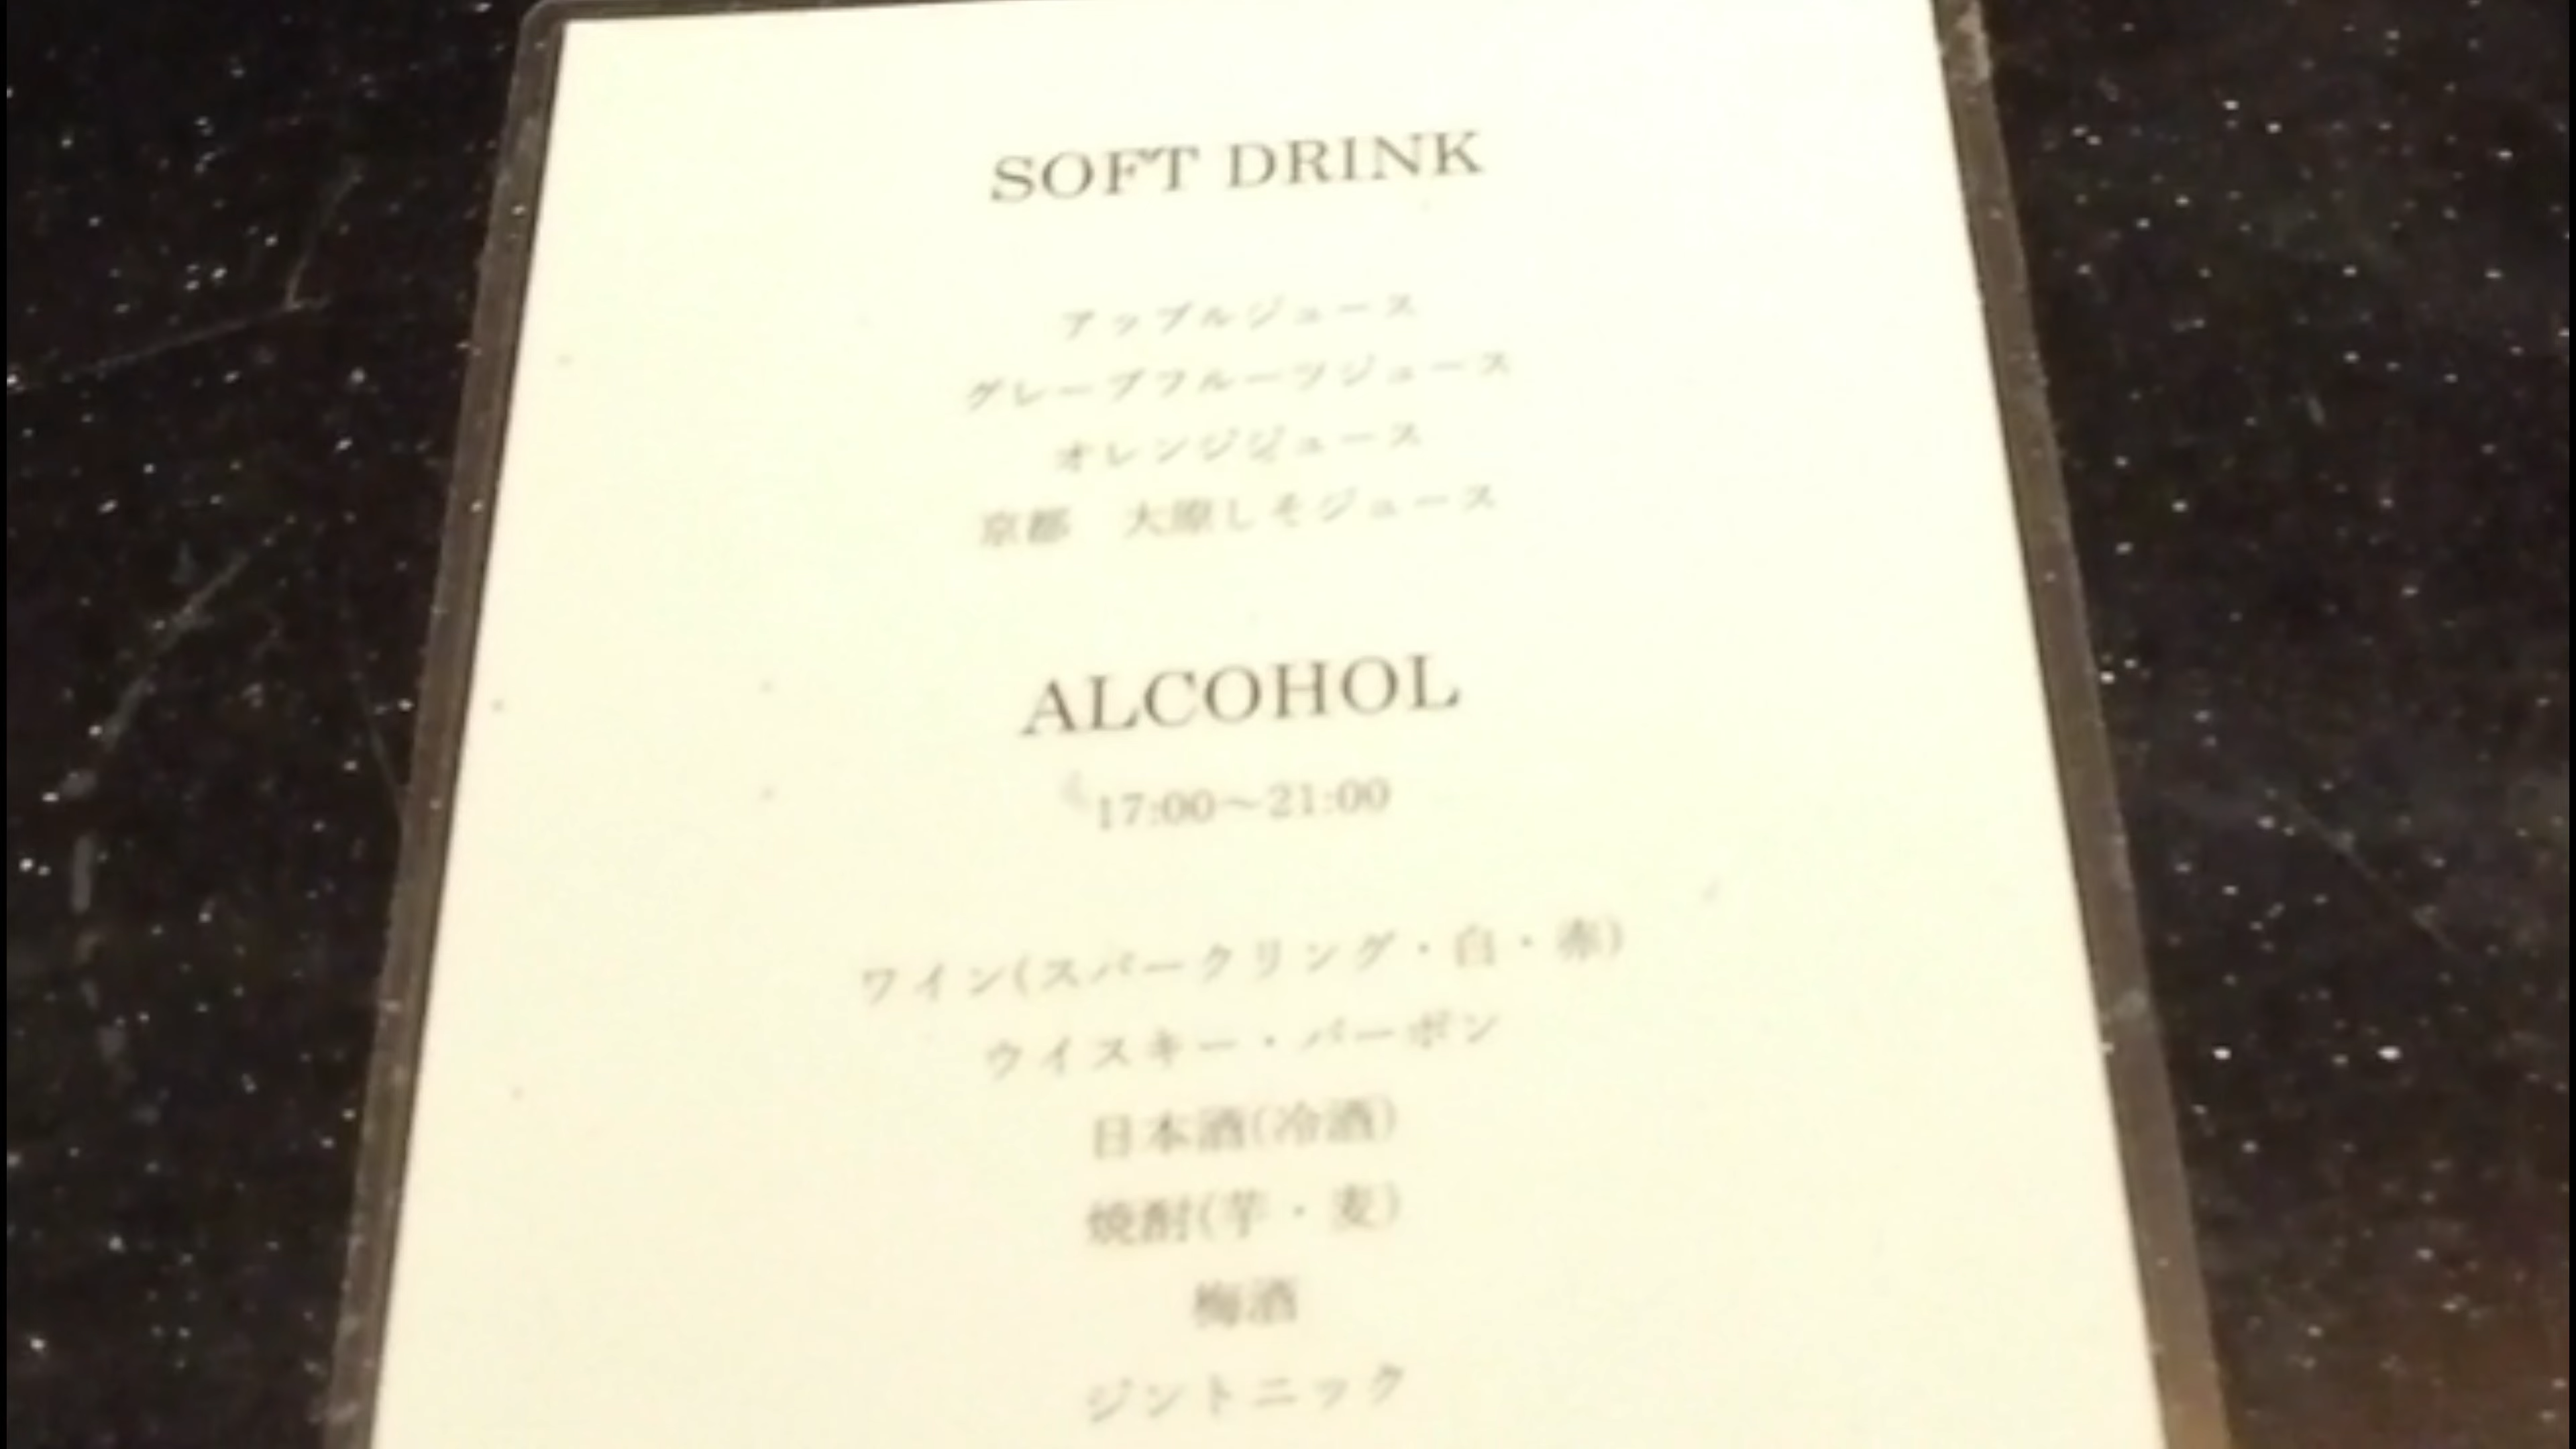 SOFT DRINK
アップルジュース
グレープフルーツジュース
オレンジジュース
京都　大原しそジュース
ALCOHOL
17:00～21:00
ワイン(スパークリング・白・赤)
ウイスキー・バーボン
日本酒(冷酒)
焼酎(芋・麦)
梅酒
ジントニック